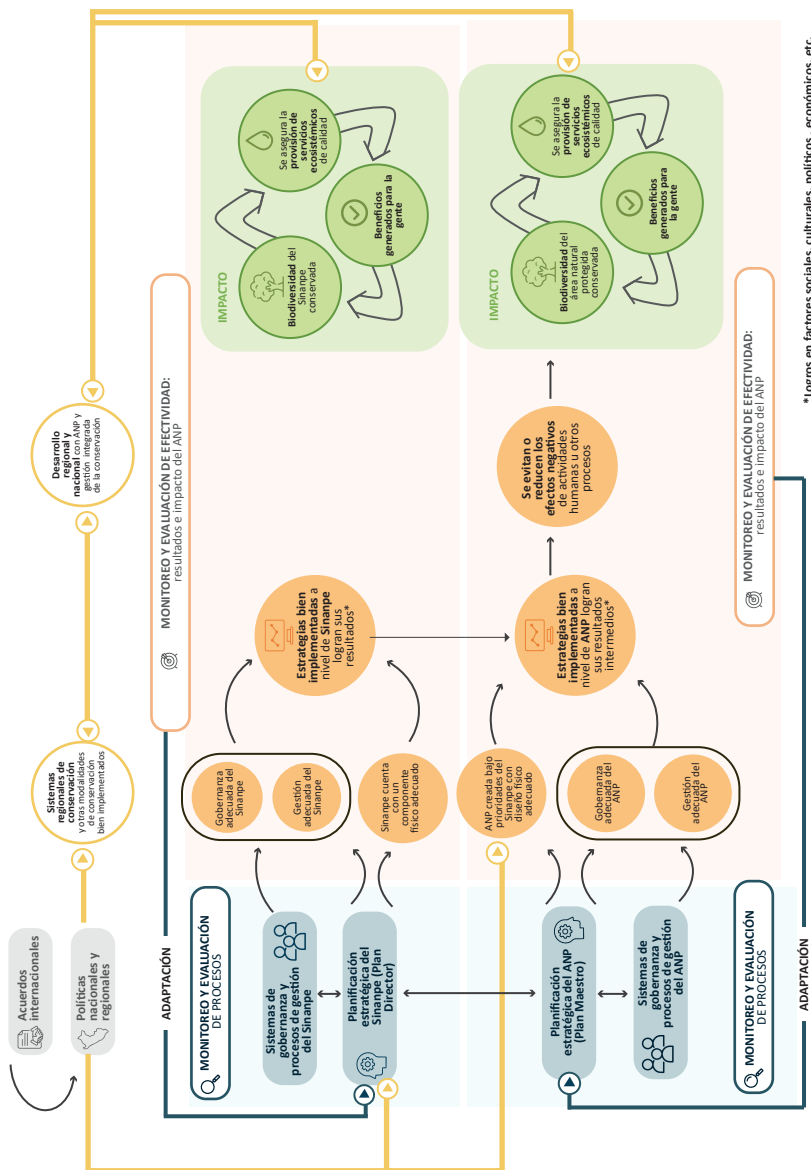 Acuerdos
internacionales
Políticas
nacionales y
regionales
Sistemas
regionales de
conservación
y otras modalidades
de conservación
bien implementados
Desarrollo
regional y
nacional con ANP y
gestión integrada
de la conservación
ADAPTACIÓN
MONITOREO Y EVALUACIÓN DE EFECTIVIDAD:
resultados e impacto del ANP
MONITOREO Y EVALUACIÓN
DE PROCESOS
Sistemas de
gobernanza y
procesos de gestión
del Sinanpe
Planificación
estratégica del
Sinanpe (Plan
Director)
Gobernanza
adecuada del
Sinanpe
Gestión
adecuada del
Sinanpe
Sinanpe cuenta
con un
componente
físico adecuado
Estrategias bien
implementadas a
nivel de Sinanpe
logran sus
resultados*
IMPACTO
Biodiversidad del
Sinanpe
conservada
Se asegura la
provisión de
servicios
ecosistémicos
de calidad
Beneficios
generados para la
gente
Planificación
estratégica del ANP
(Plan Maestro)
Sistemas de
gobernanza y
procesos de gestión
del ANP
MONITOREO Y EVALUACIÓN
DE PROCESOS
ANP creada bajo
prioridades del
Sinanpe con
diseño físico
adecuado
Gobernanza
adecuada del
ANP
Gestión
adecuada del
ANP
Estrategias bien
implementadas a
nivel de ANP logran
sus resultados
intermedios*
Se evitan o
reducen los
efectos negativos
de actividades
humanas u otros
procesos
IMPACTO
Biodiversidad del
área natural
protegida
conservada
Se asegura la
provisión de
servicios
ecosistémicos
de calidad
Beneficios
generados para
la gente
MONITOREO Y EVALUACIÓN DE EFECTIVIDAD:
resultados e impacto del ANP
ADAPTACIÓN
*Logros en factores sociales, culturales, políticos, económicos, etc.